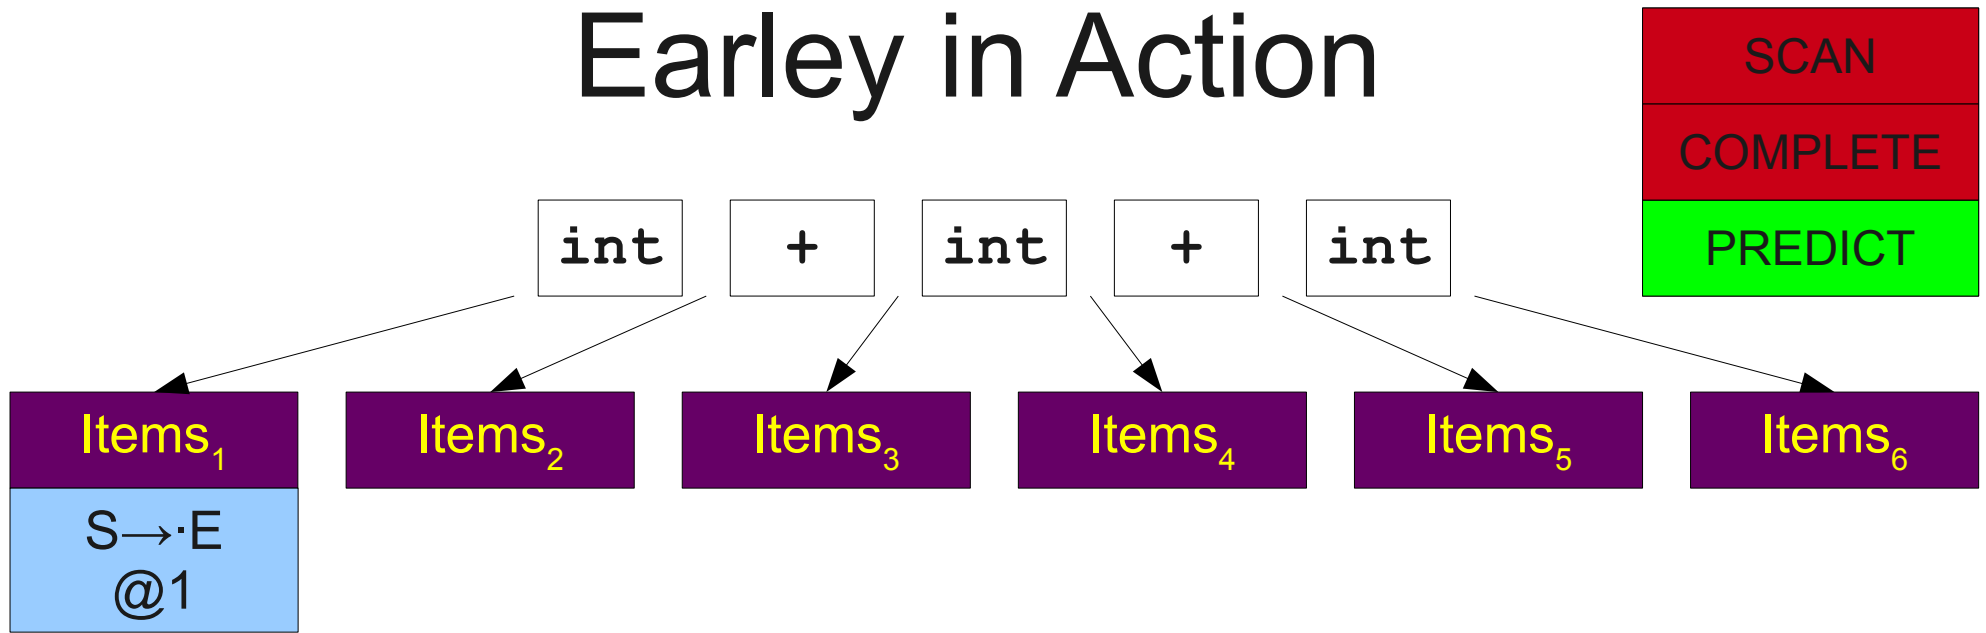 Earley in Action
SCAN
COMPLETE
PREDICT
int + int + int
Items₁ Items₂ Items₃ Items₄ Items₅ Items₆
S→·E
@1